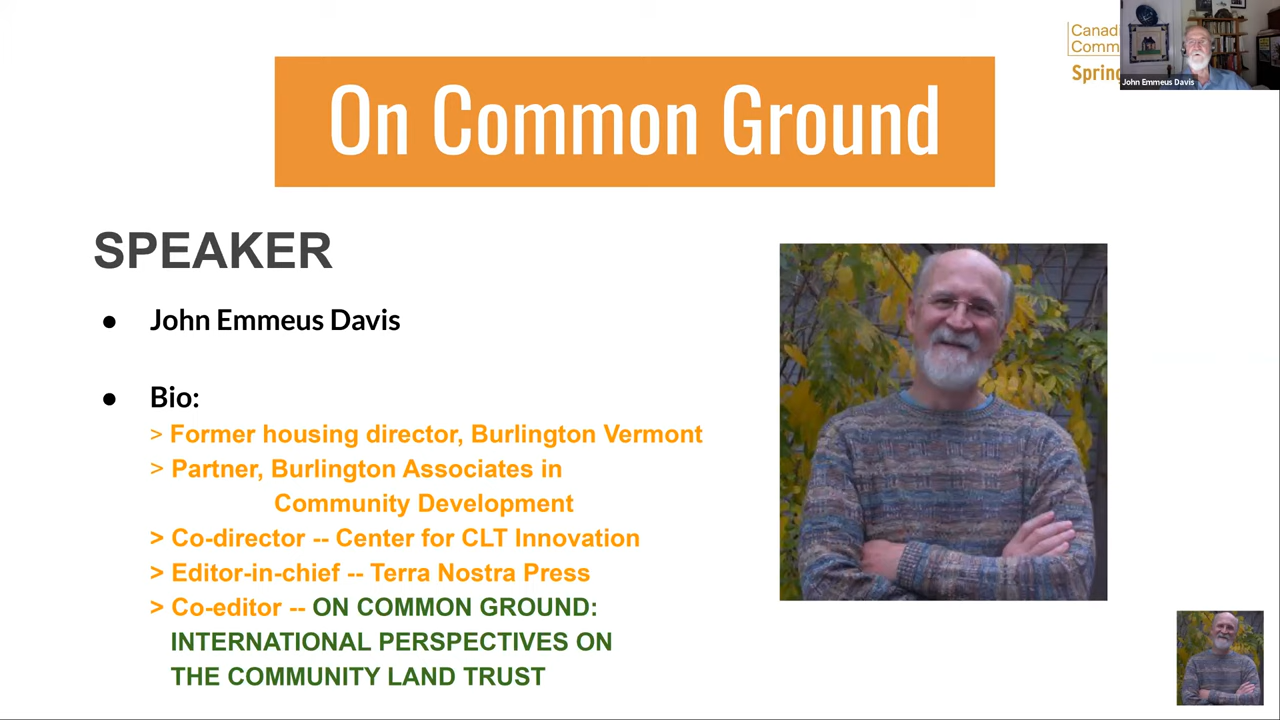 On Common Ground
Canad
Comm
Spring
John Emmeus Davis
SPEAKER
● John Emmeus Davis
● Bio:
> Former housing director, Burlington Vermont
> Partner, Burlington Associates in
Community Development
> Co-director -- Center for CLT Innovation
> Editor-in-chief -- Terra Nostra Press
> Co-editor -- ON COMMON GROUND:
INTERNATIONAL PERSPECTIVES ON
THE COMMUNITY LAND TRUST